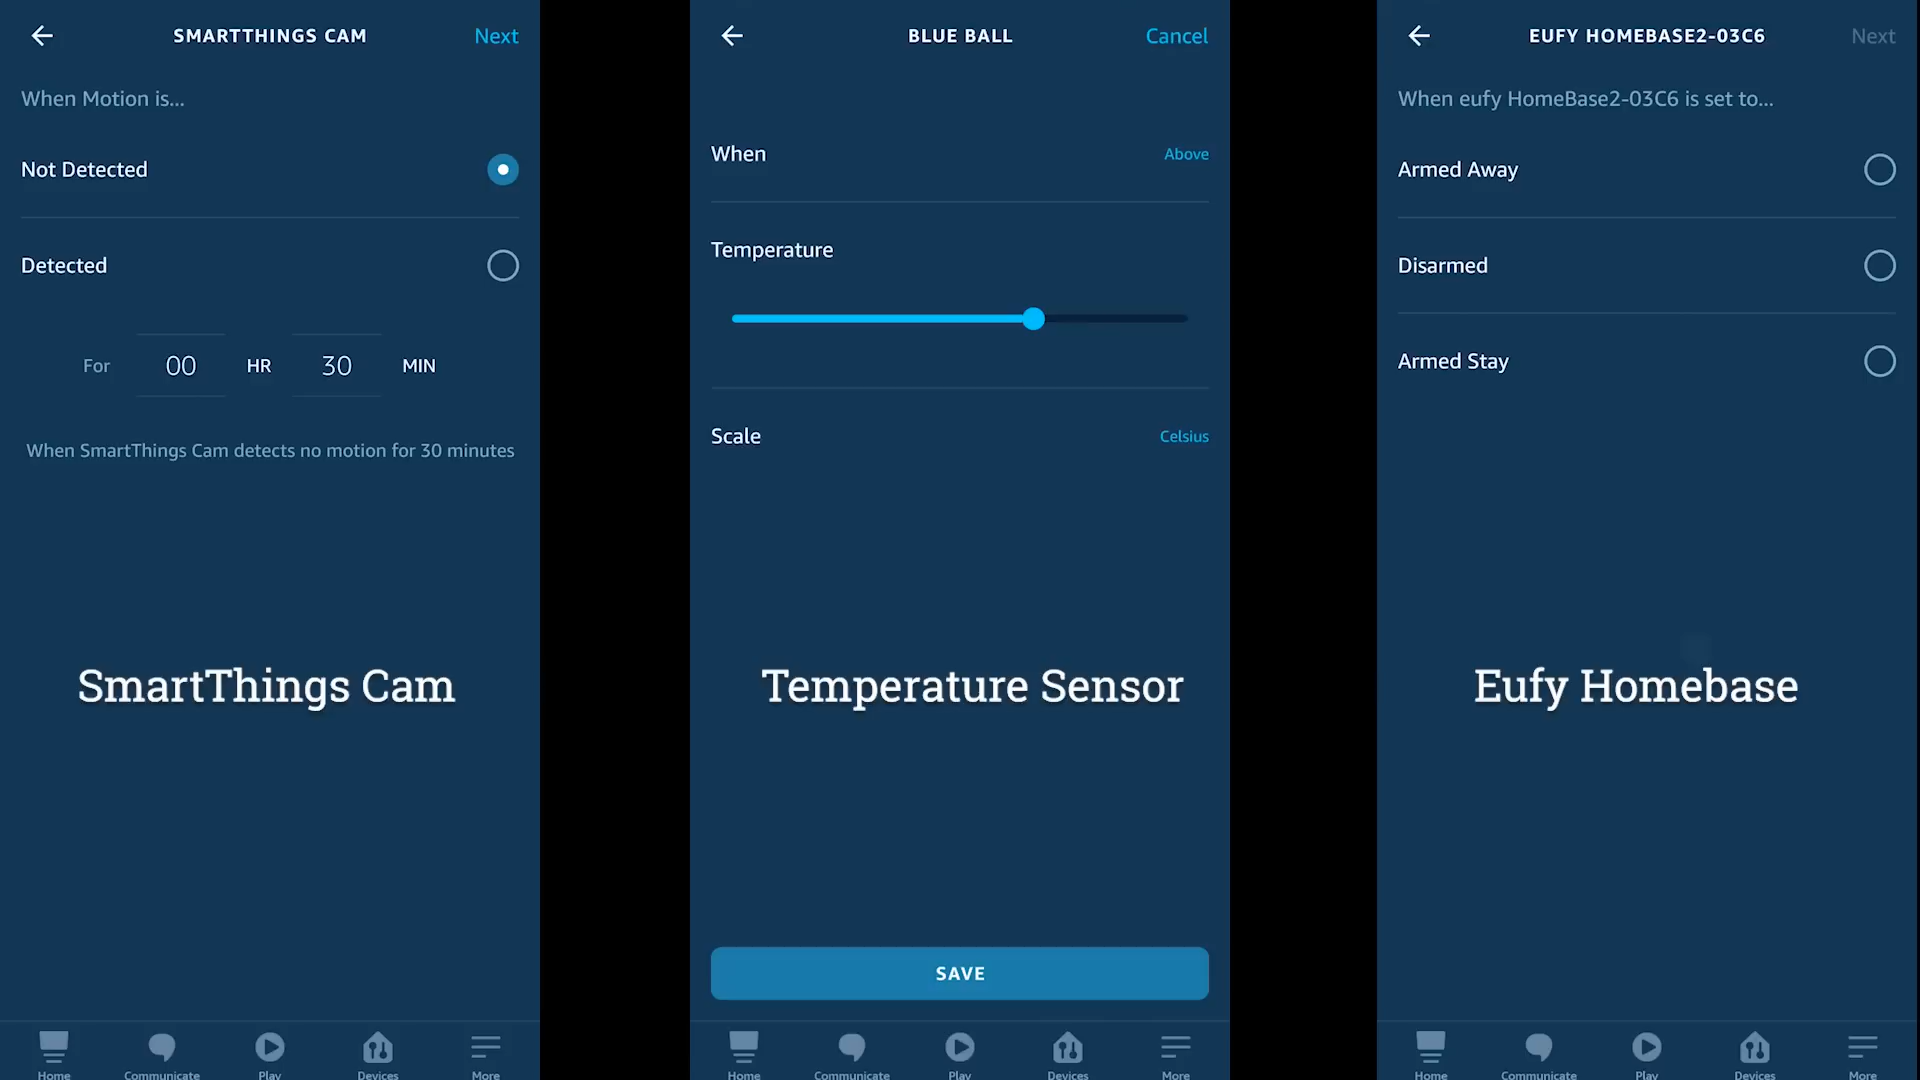 SMARTTHINGS CAM
Next
When Motion is...
Not Detected
Detected
For 00 HR 30 MIN
When SmartThings Cam detects no motion for 30 minutes
SmartThings Cam
Home Communicate Play Devices More
BLUE BALL
Cancel
When Above
Temperature
Scale Celsius
Temperature Sensor
SAVE
Home Communicate Play Devices More
EUFY HOMEBASE2-03C6
Next
When eufy HomeBase2-03C6 is set to...
Armed Away
Disarmed
Armed Stay
Eufy Homebase
Home Communicate Play Devices More